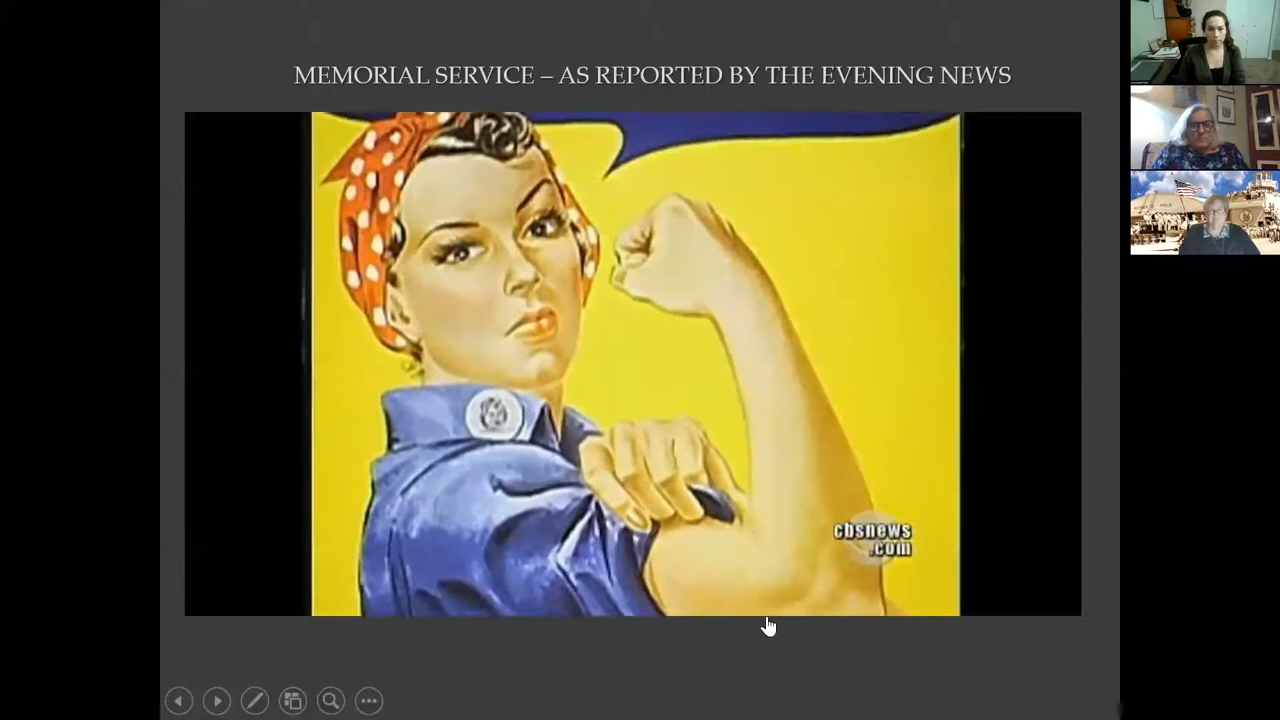 MEMORIAL SERVICE – AS REPORTED BY THE EVENING NEWS
cbsnews
.com